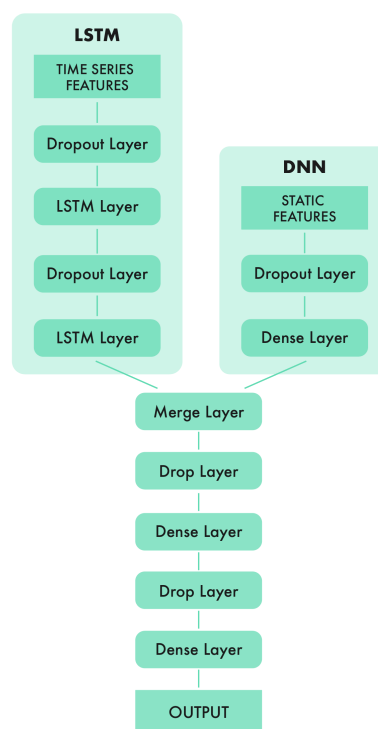 LSTM
TIME SERIES
FEATURES
Dropout Layer
LSTM Layer
Dropout Layer
LSTM Layer
DNN
STATIC
FEATURES
Dropout Layer
Dense Layer
Merge Layer
Drop Layer
Dense Layer
Drop Layer
Dense Layer
OUTPUT